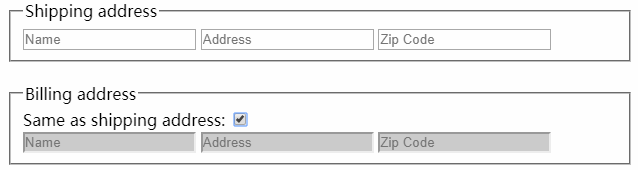 Shipping address
Name Address Zip Code
Billing address
Same as shipping address:
Name Address Zip Code